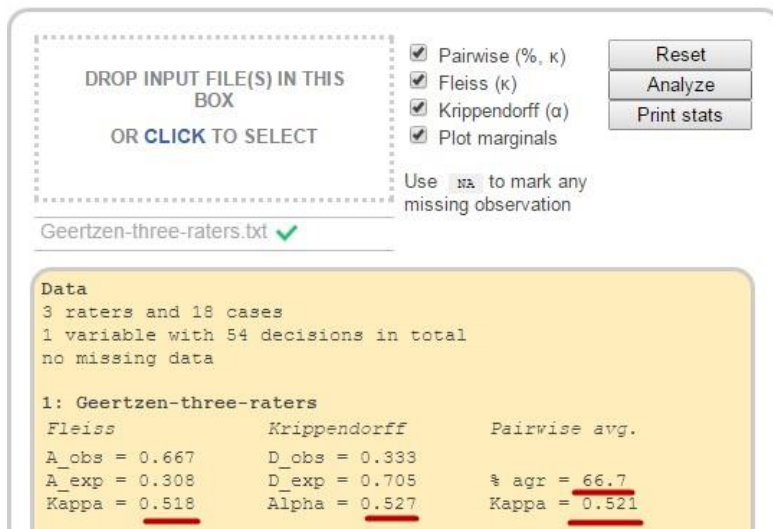 DROP INPUT FILE(S) IN THIS
BOX
OR CLICK TO SELECT
Pairwise (%, κ)
Fleiss (κ)
Krippendorff (α)
Plot marginals
Reset
Analyze
Print stats
Use NA to mark any
missing observation
Geertzen-three-raters.txt
Data
3 raters and 18 cases
1 variable with 54 decisions in total
no missing data
1: Geertzen-three-raters
Fleiss Krippendorff Pairwise avg.
A_obs = 0.667 D_obs = 0.333
A_exp = 0.308 D_exp = 0.705 % agr = 66.7
Kappa = 0.518 Alpha = 0.527 Kappa = 0.521